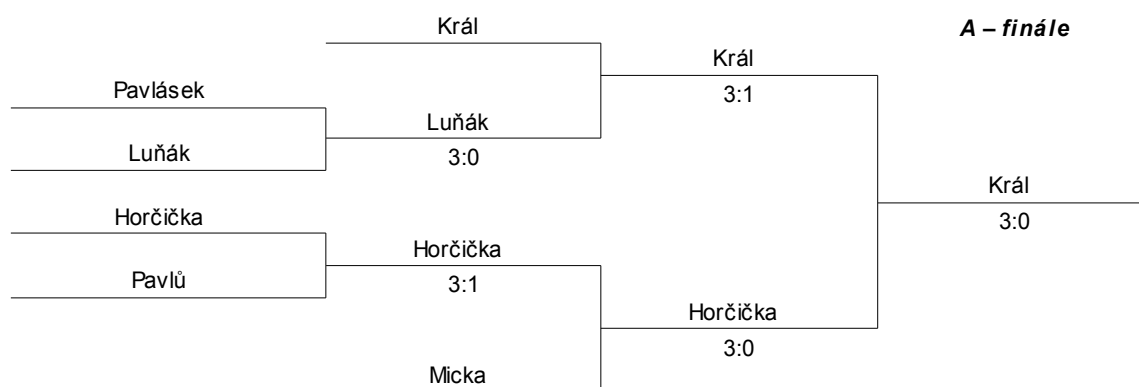 Král
A – finále
Král
3:1
Pavlásek
Luňák
Luňák
3:0
Král
3:0
Horčička
Horčička
3:1
Pavlů
Horčička
3:0
Micka